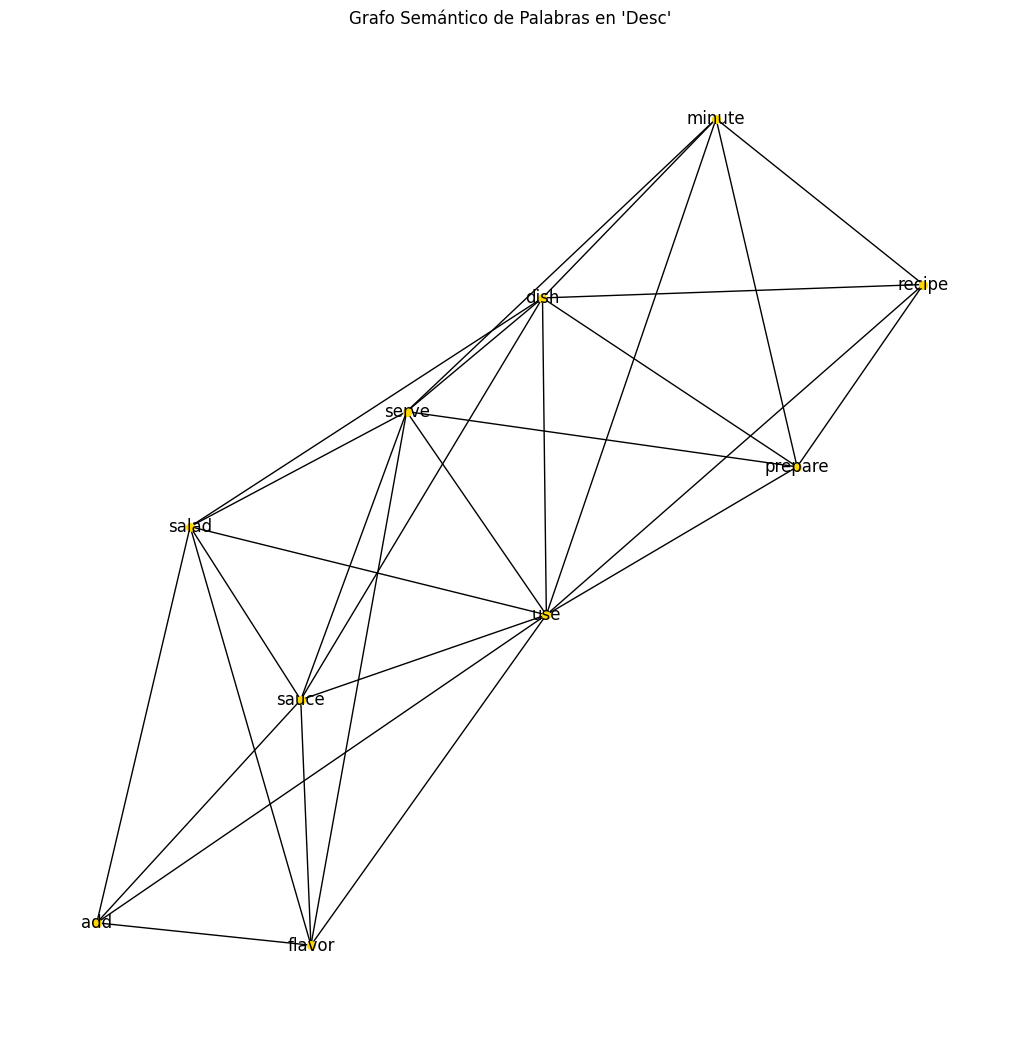 Grafo Semántico de Palabras en 'Desc'
minute
recipe
dish
serve
prepare
salad
use
sauce
add
flavor